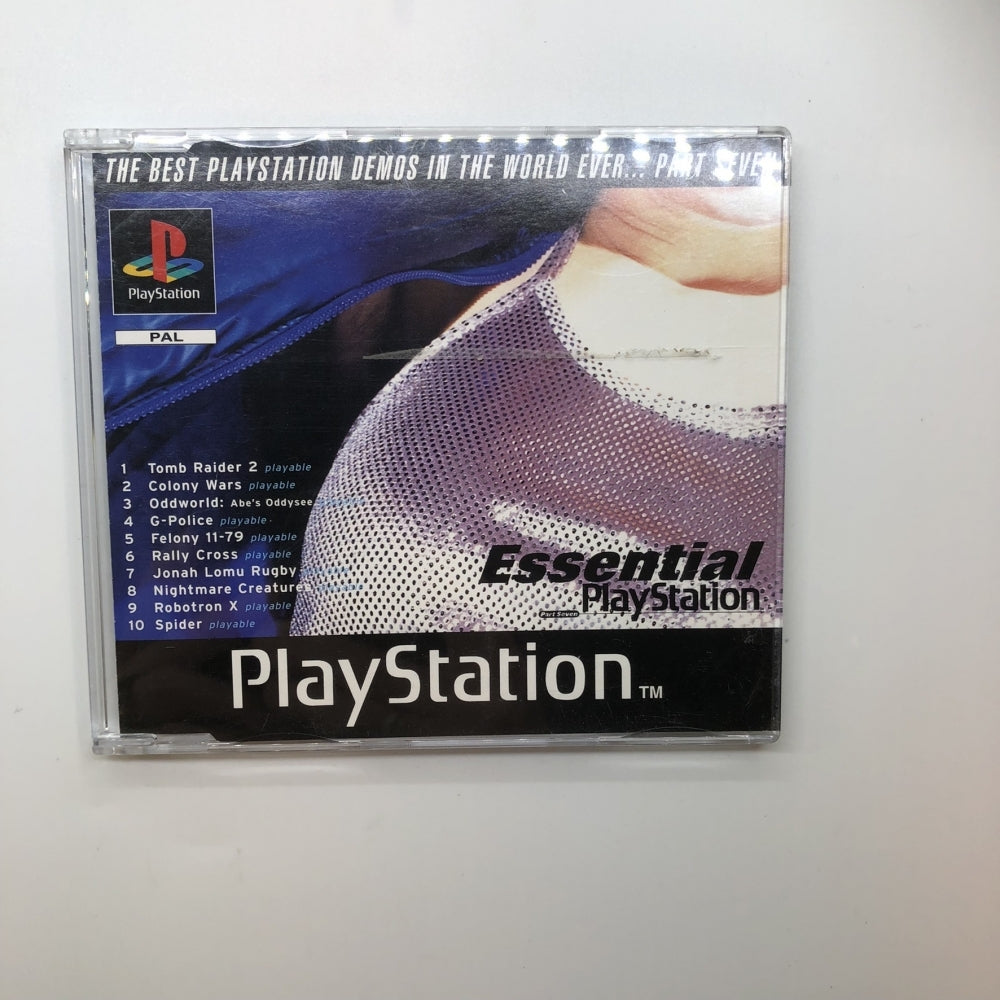 THE BEST PLAYSTATION DEMOS IN THE WORLD EVER... PART SEVEN
PlayStation
PAL
1 Tomb Raider 2 playable
2 Colony Wars playable
3 Oddworld: Abe's Oddysee
4 G-Police playable
5 Felony 11-79 playable
6 Rally Cross playable
7 Jonah Lomu Rugby
8 Nightmare Creatures
9 Robotron X playable
10 Spider playable
Essential
Part Seven PlayStation
PlayStation TM